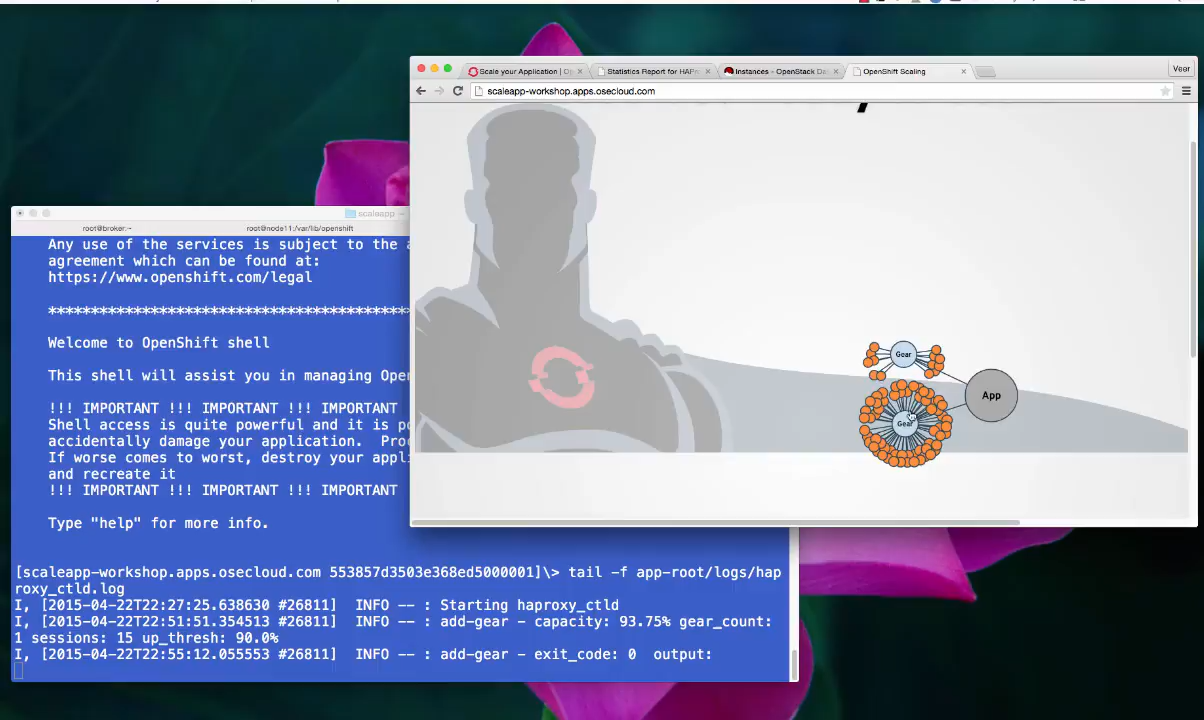 Scale your Application | D
Statistics Report for HAPr
Instances - OpenStack Da
OpenShift Scaling
Veer
scaleapp-workshop.apps.osecloud.com
Gear
App
Gear
scaleapp —
root@broker:~
root@node11:/var/lib/openshift
Any use of the services is subject to the a
agreement which can be found at:
https://www.openshift.com/legal
*******************************************
Welcome to OpenShift shell
This shell will assist you in managing Ope
!!! IMPORTANT !!! IMPORTANT !!! IMPORTANT
Shell access is quite powerful and it is po
accidentally damage your application.  Pro
If worse comes to worst, destroy your appli
and recreate it
!!! IMPORTANT !!! IMPORTANT !!! IMPORTANT
Type "help" for more info.
[scaleapp-workshop.apps.osecloud.com 553857d3503e368ed5000001]\> tail -f app-root/logs/hap
roxy_ctld.log
I, [2015-04-22T22:27:25.638630 #26811]  INFO -- : Starting haproxy_ctld
I, [2015-04-22T22:51:51.354513 #26811]  INFO -- : add-gear - capacity: 93.75% gear_count:
1 sessions: 15 up_thresh: 90.0%
I, [2015-04-22T22:55:12.055553 #26811]  INFO -- : add-gear - exit_code: 0  output: